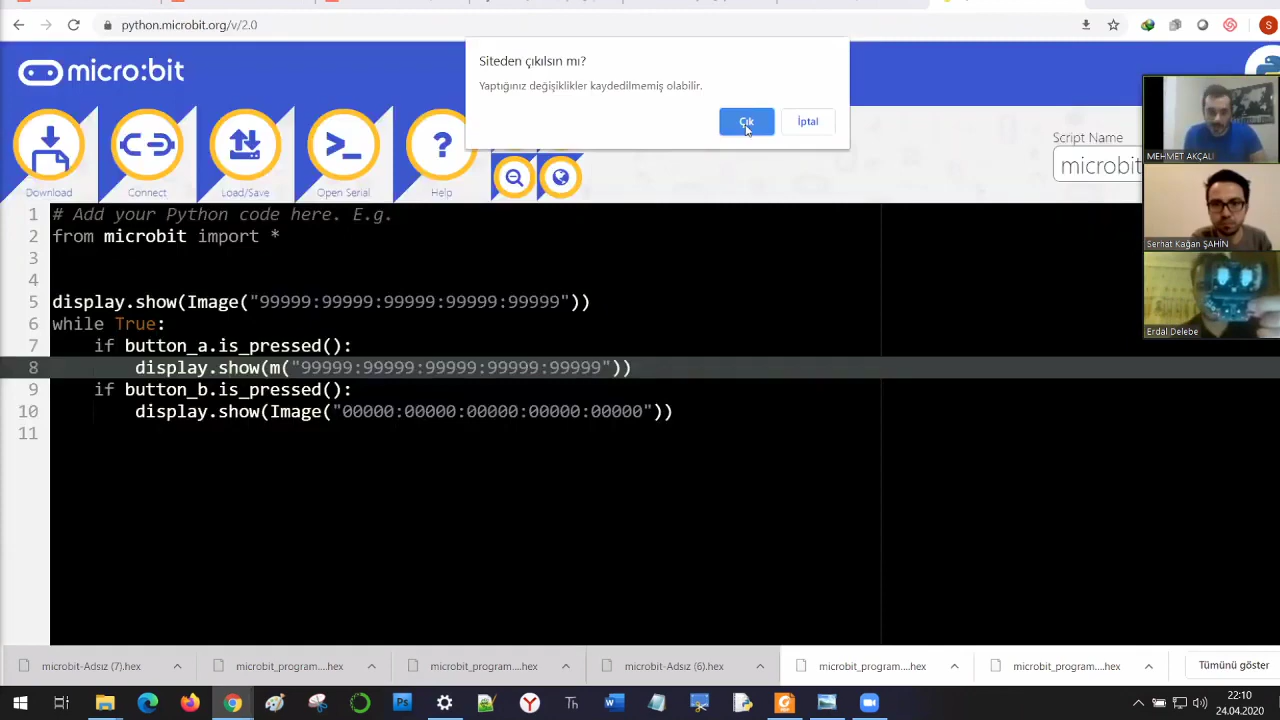 python.microbit.org/v/2.0
S
Siteden çıkılsın mı?
Yaptığınız değişiklikler kaydedilmemiş olabilir.
Çık
İptal
micro:bit
Download
Connect
Load/Save
Open Serial
Help
Script Name
microbit
MEHMET AKÇALI
Serhat Kağan ŞAHİN
Erdal Delebe
1 # Add your Python code here. E.g.
2 from microbit import *
3
4
5 display.show(Image("99999:99999:99999:99999:99999"))
6 while True:
7     if button_a.is_pressed():
8         display.show(m("99999:99999:99999:99999:99999"))
9     if button_b.is_pressed():
10         display.show(Image("00000:00000:00000:00000:00000"))
11
microbit-Adsız (7).hex
microbit_program....hex
microbit_program....hex
microbit-Adsız (6).hex
microbit_program....hex
microbit_program....hex
Tümünü göster
22:10
24.04.2020